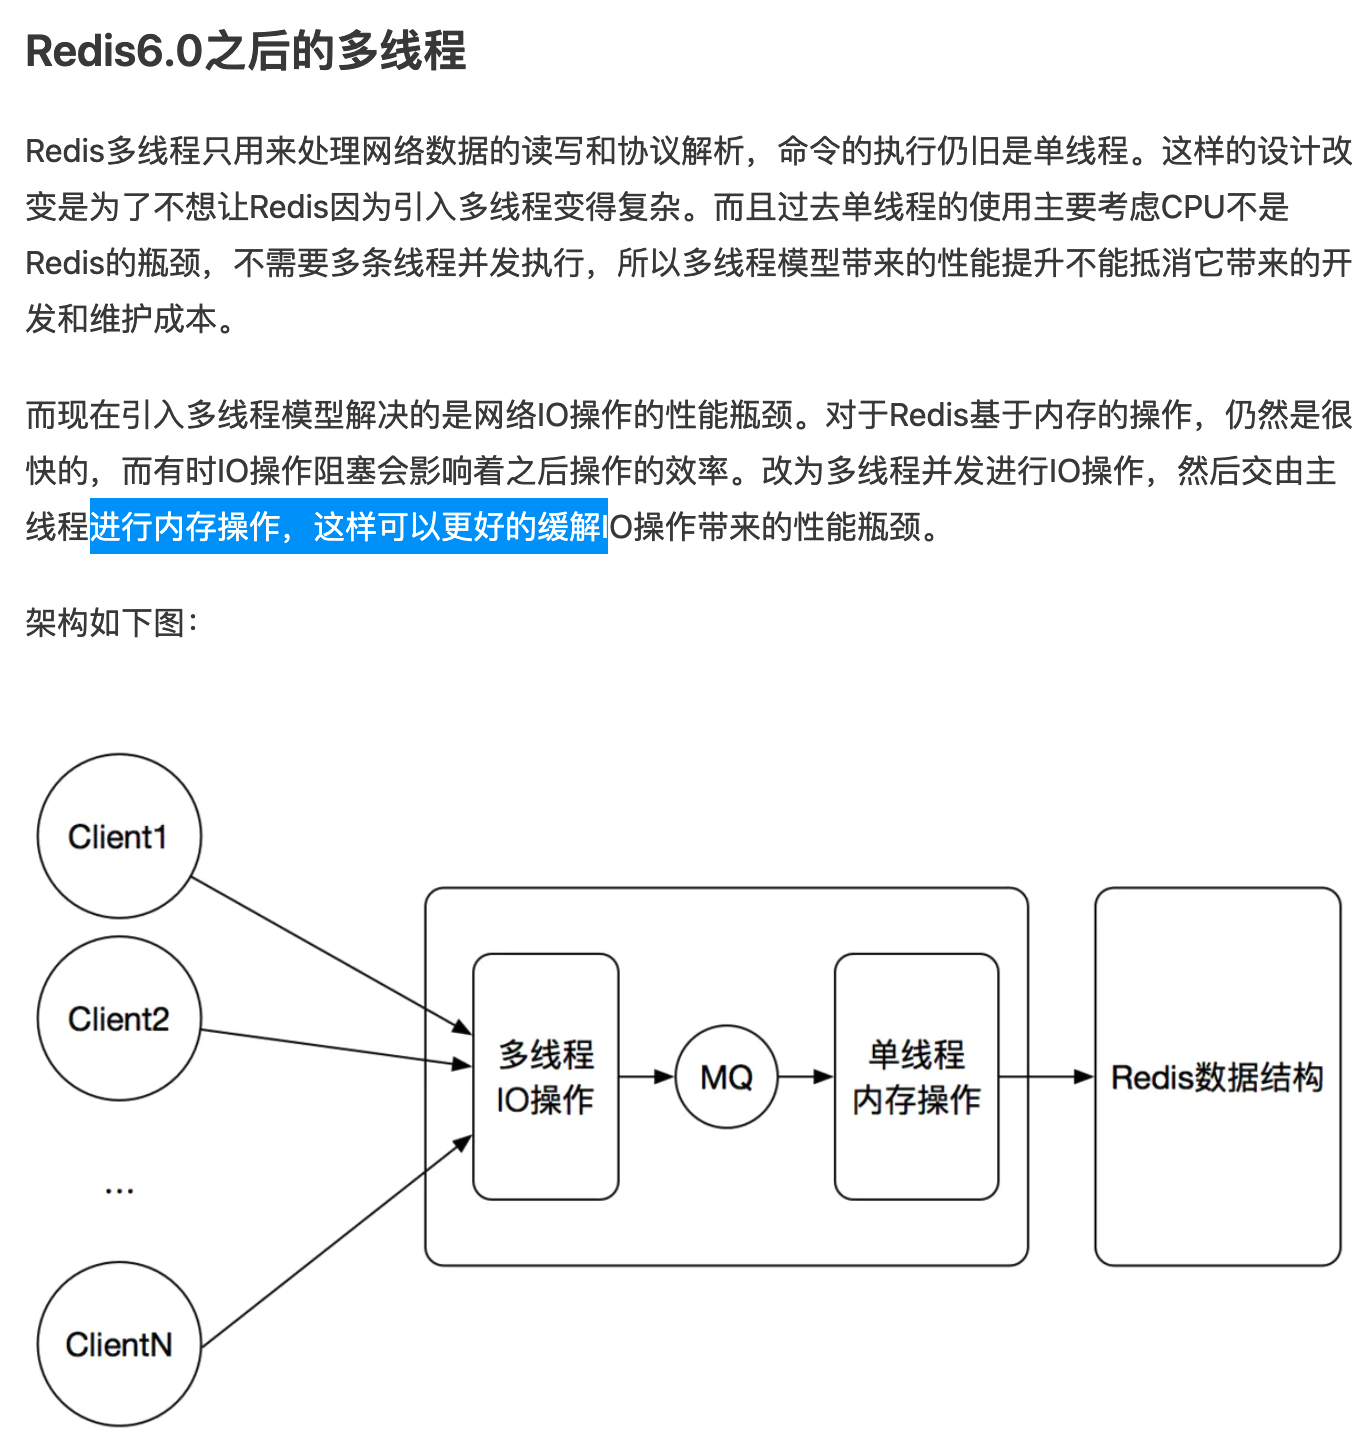 Redis6.0之后的多线程
Redis多线程只用来处理网络数据的读写和协议解析，命令的执行仍旧是单线程。这样的设计改
变是为了不想让Redis因为引入多线程变得复杂。而且过去单线程的使用主要考虑CPU不是
Redis的瓶颈，不需要多条线程并发执行，所以多线程模型带来的性能提升不能抵消它带来的开
发和维护成本。
而现在引入多线程模型解决的是网络IO操作的性能瓶颈。对于Redis基于内存的操作，仍然是很
快的，而有时IO操作阻塞会影响着之后操作的效率。改为多线程并发进行IO操作，然后交由主
线程进行内存操作，这样可以更好的缓解IO操作带来的性能瓶颈。
架构如下图：
Client1
Client2
...
ClientN
多线程
IO操作
MQ
单线程
内存操作
Redis数据结构